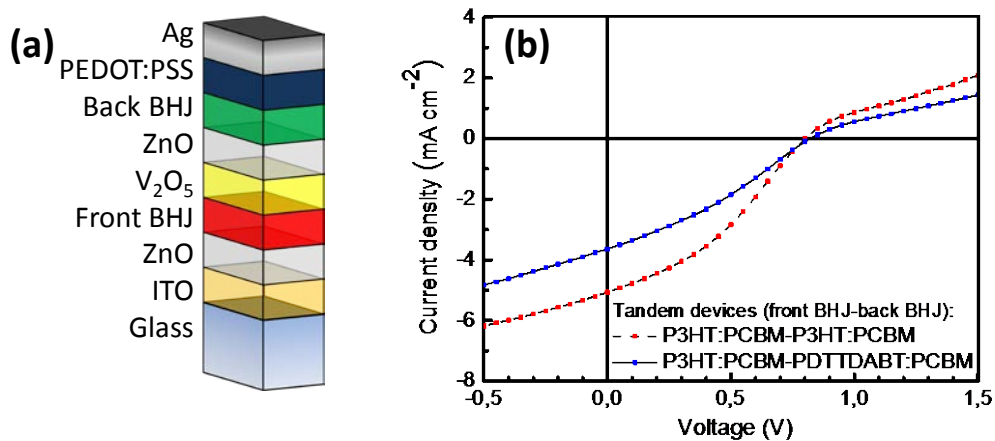 (a)
Ag
PEDOT:PSS
Back BHJ
ZnO
V₂O₅
Front BHJ
ZnO
ITO
Glass
(b)
Current density (mA cm⁻²)
4
2
0
-2
-4
-6
-8
Tandem devices (front BHJ-back BHJ):
P3HT:PCBM-P3HT:PCBM
P3HT:PCBM-PDTTDABT:PCBM
-0,5 0,0 0,5 1,0 1,5
Voltage (V)